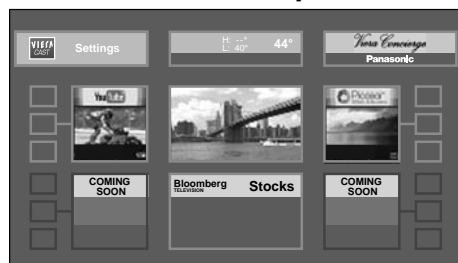 VIERA
CAST
Settings
H: --°
L: 40°
44°
Viera Concierge
Panasonic
YouTube
Picasa
COMING
SOON
Bloomberg
TELEVISION
Stocks
COMING
SOON